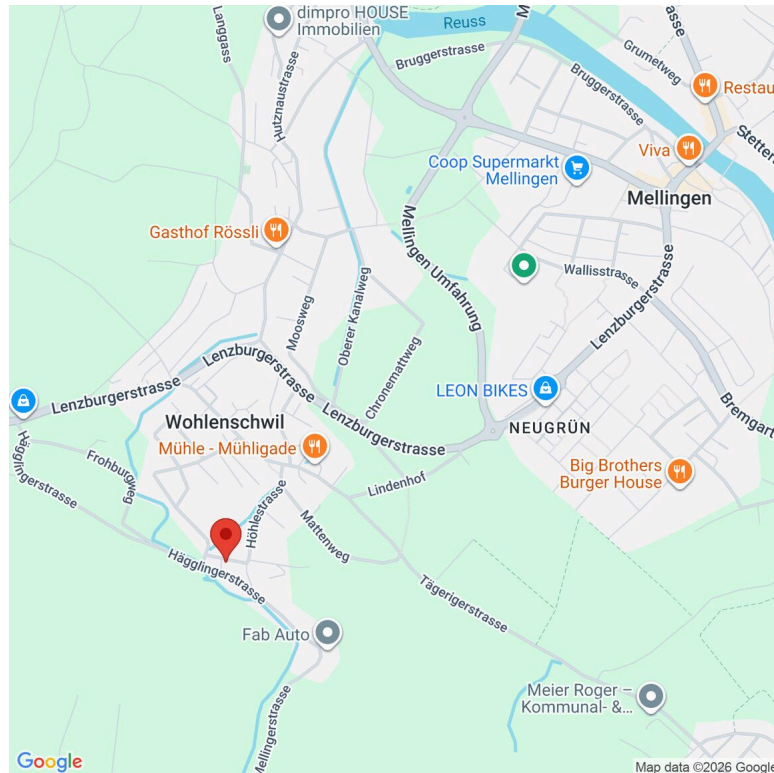 dimpro HOUSE
Immobilien
Langgass
Hutznaustrasse
Reuss
Bruggerstrasse
M
Grumetweg
Bruggerstrasse
Restau
Stetten
Viva
Coop Supermarkt
Mellingen
Mellingen
Gasthof Rössli
Mellingen Umfahrung
Wallisstrasse
Moosweg
Oberer Kanalweg
Chronemattweg
Lenzburgerstrasse
Lenzburgerstrasse
Lenzburgerstrasse
Lenzburgerstrasse
LEON BIKES
NEUGRÜN
Bremgart
Wohlenschwil
Mühle - Mühligade
Big Brothers
Burger House
Hägglingerstrasse
Frohburgweg
Höhlestrasse
Lindenhof
Mattenweg
Hägglingerstrasse
Tägerigerstrasse
Fab Auto
Mellingerstrasse
Meier Roger –
Kommunal- &...
Google
Map data ©2026 Google